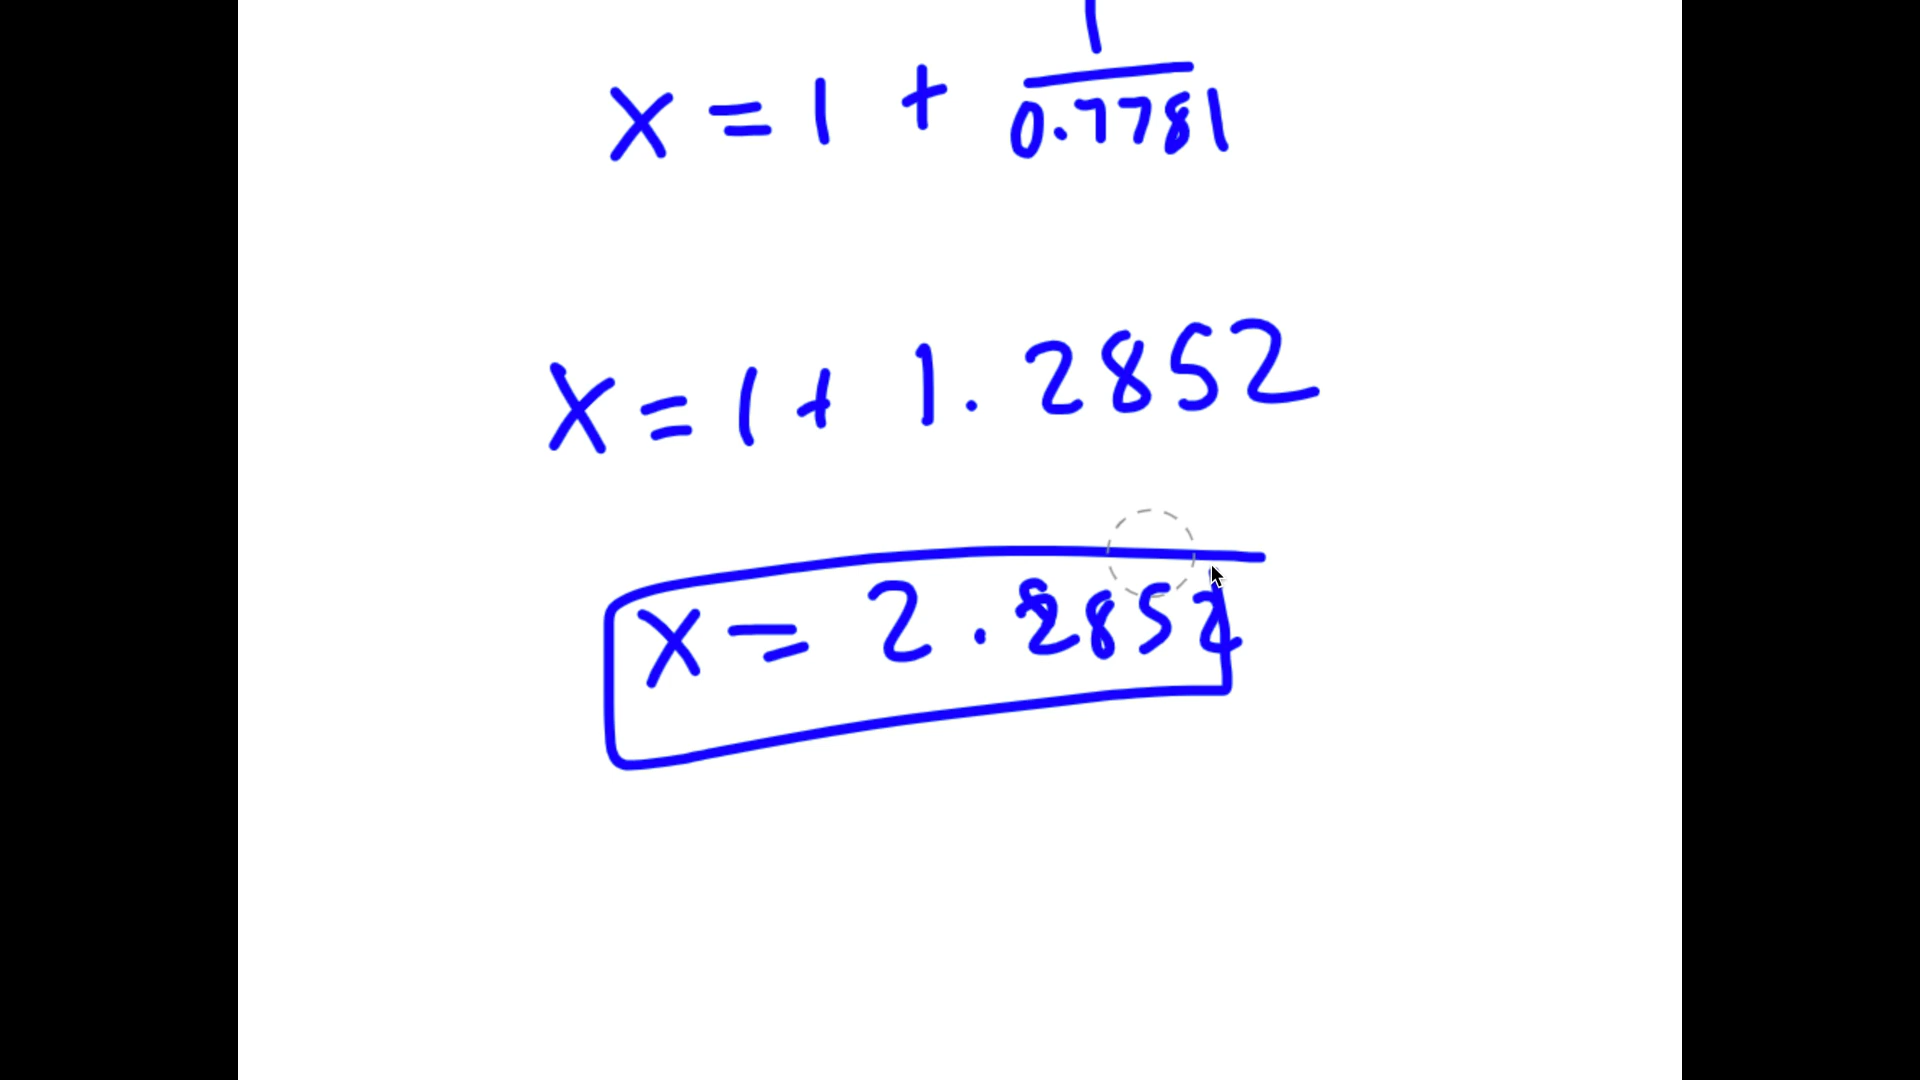 x = 1 + 1/0.7781
x = 1 + 1.2852
x = 2.2852